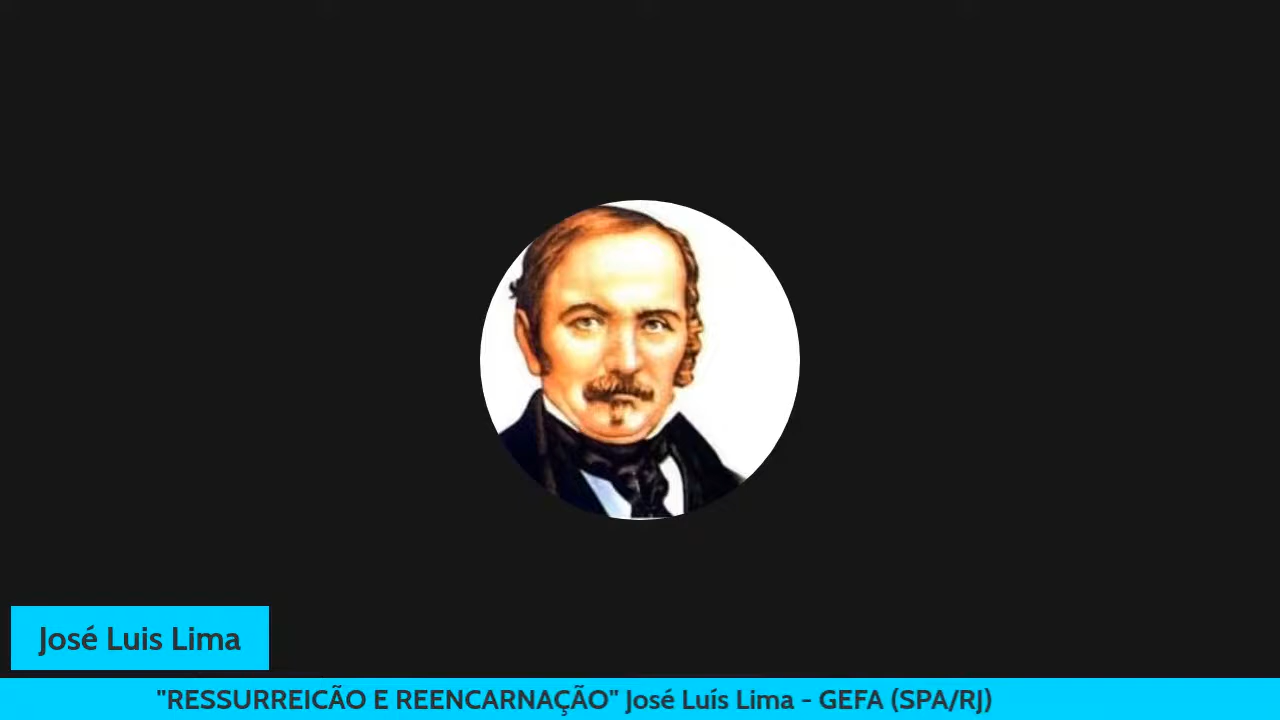 José Luis Lima
"RESSURREICÃO E REENCARNAÇÃO" José Luís Lima - GEFA (SPA/RJ)